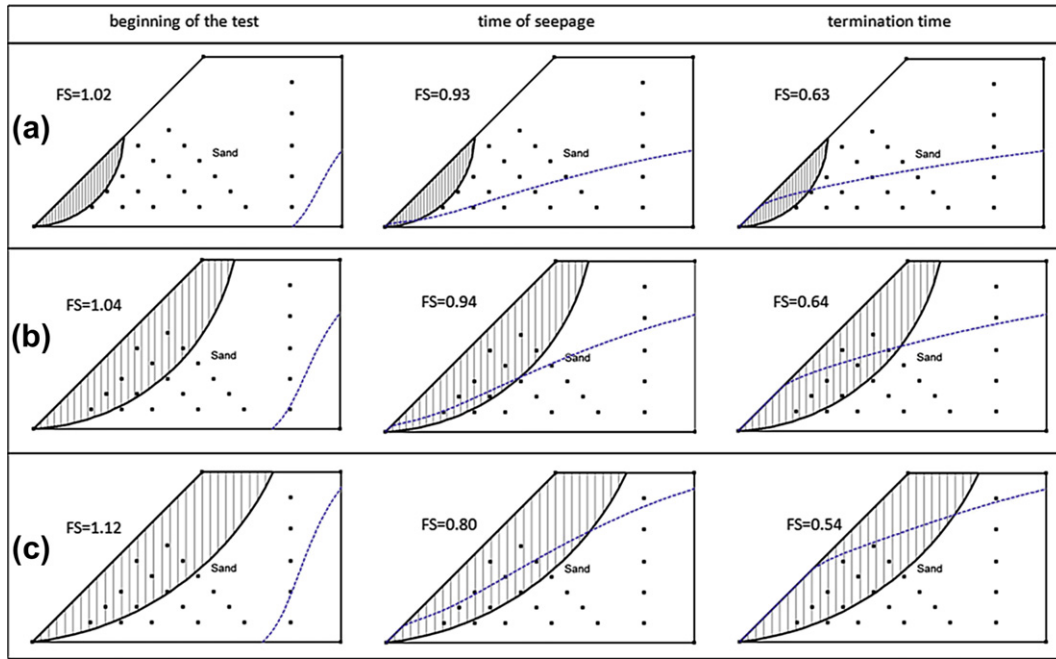 beginning of the test time of seepage termination time
(a) FS=1.02 Sand FS=0.93 Sand FS=0.63 Sand
(b) FS=1.04 Sand FS=0.94 Sand FS=0.64 Sand
(c) FS=1.12 Sand FS=0.80 Sand FS=0.54 Sand